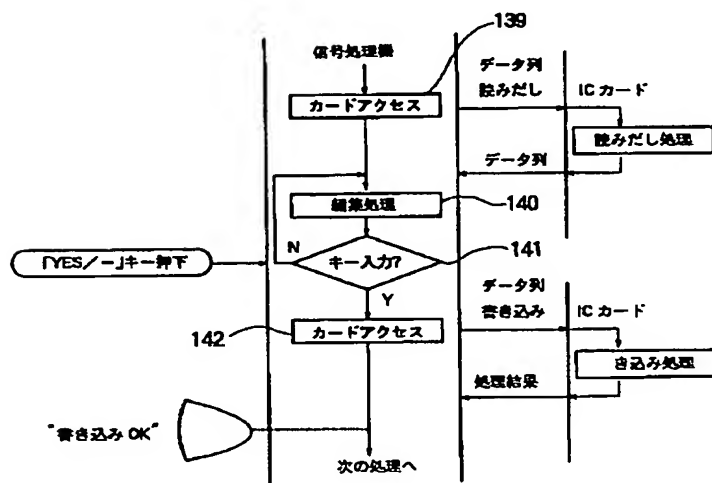 139
信号処理機
データ列
読みだし
ICカード
カードアクセス
読みだし処理
データ列
編集処理
140
N
キー入力?
141
「YES/ー」キー押下
Y
データ列
書き込み
ICカード
142
カードアクセス
き込み処理
処理結果
"書き込みOK"
次の処理へ